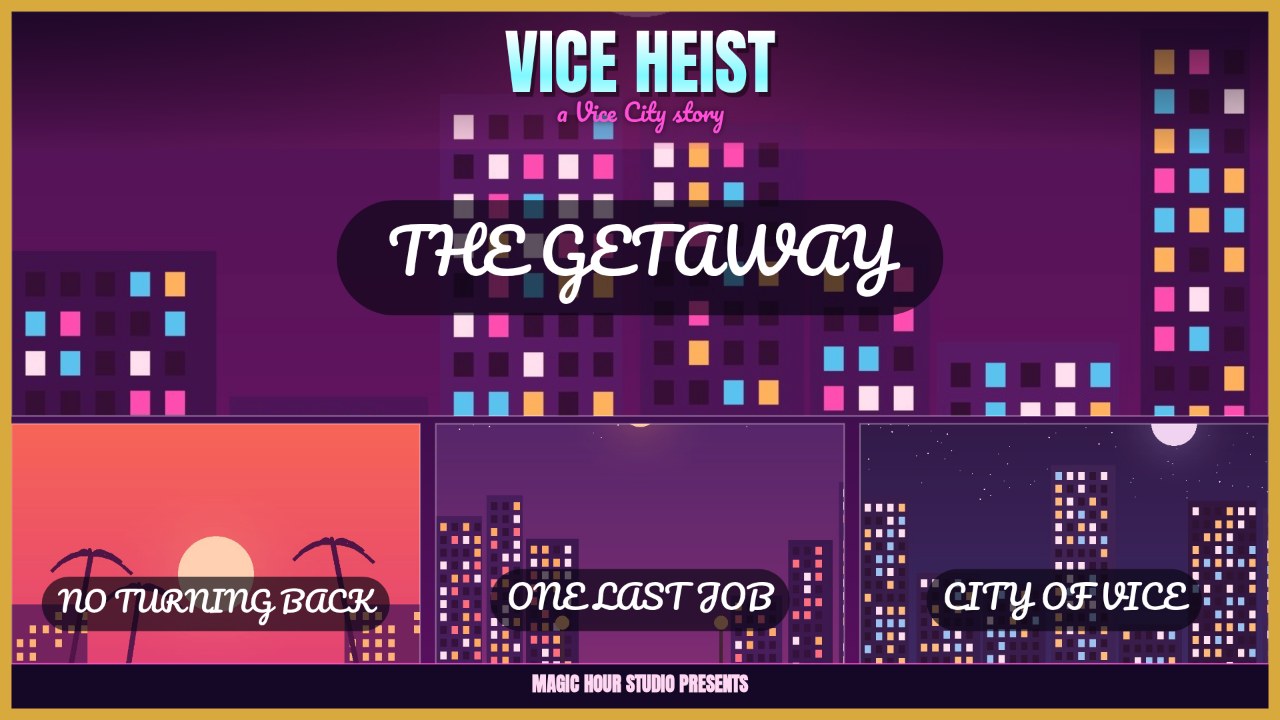 VICE HEIST
a Vice City story
THE GETAWAY
NO TURNING BACK
ONE LAST JOB
CITY OF VICE
MAGIC HOUR STUDIO PRESENTS